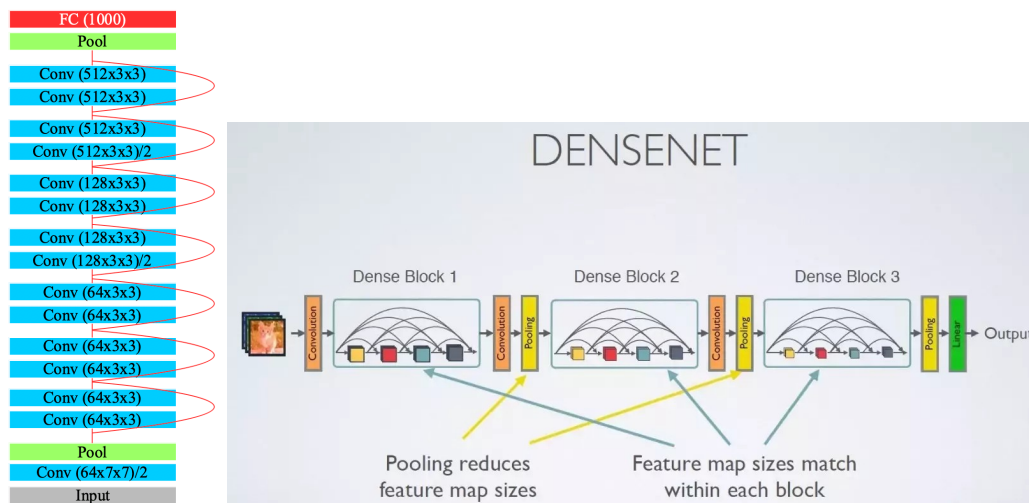 FC (1000)
Pool
Conv (512x3x3)
Conv (512x3x3)
Conv (512x3x3)
Conv (512x3x3)/2
Conv (128x3x3)
Conv (128x3x3)
Conv (128x3x3)
Conv (128x3x3)/2
Conv (64x3x3)
Conv (64x3x3)
Conv (64x3x3)
Conv (64x3x3)
Conv (64x3x3)
Conv (64x3x3)
Pool
Conv (64x7x7)/2
Input
DENSENET
Dense Block 1
Dense Block 2
Dense Block 3
Convolution
Convolution
Pooling
Convolution
Pooling
Pooling
Linear
Output
Pooling reduces
feature map sizes
Feature map sizes match
within each block